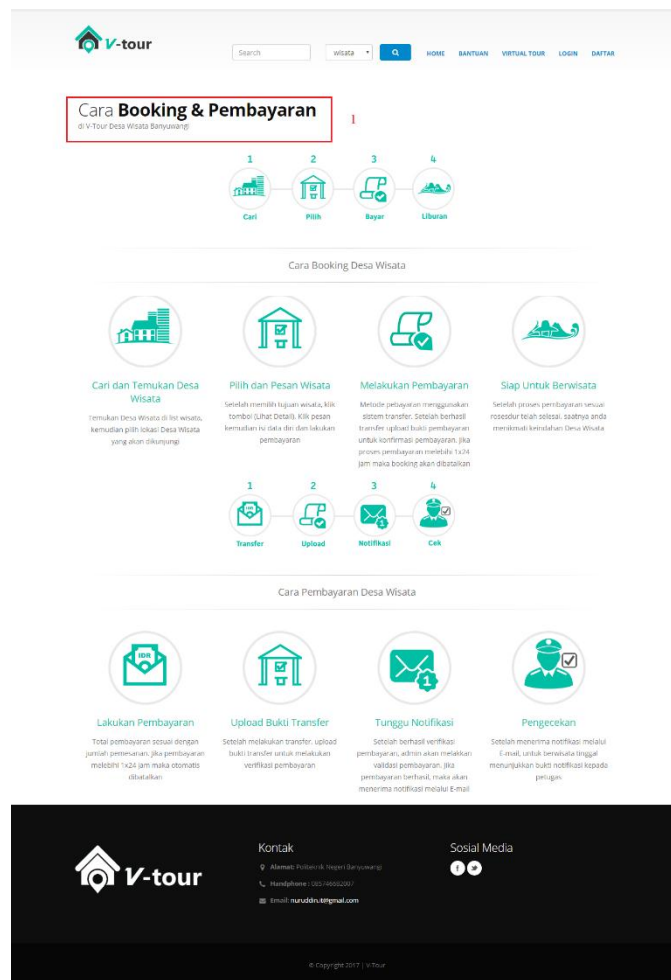 V-tour
Search
wisata
HOME BANTUAN VIRTUAL TOUR LOGIN DAFTAR
Cara Booking & Pembayaran
di V-Tour Desa Wisata Banyuwangi
1
1 2 3 4
Cari Pilih Bayar Liburan
Cara Booking Desa Wisata
Cari dan Temukan Desa
Wisata
Temukan Desa Wisata di list wisata,
kemudian pilih lokasi Desa Wisata
yang akan dikunjungi
Pilih dan Pesan Wisata
Setelah memilih tujuan wisata, klik
tombol (Lihat Detail). Klik pesan
kemudian isi data diri dan lakukan
pembayaran
Melakukan Pembayaran
Metode pebayaran menggunakan
sistem transfer. Setelah berhasil
transfer upload bukti pembayaran
untuk konfirmasi pembayaran. Jika
proses pembayaran melebihi 1x24
jam maka booking akan dibatalkan
Siap Untuk Berwisata
Setelah proses pembayaran sesuai
rosesdur telah selesai, saatnya anda
menikmati keindahan Desa Wisata
1 2 3 4
IDR
1
Transfer Upload Notifikasi Cek
Cara Pembayaran Desa Wisata
IDR
Lakukan Pembayaran
Total pembayaran sesuai dengan
jumlah pemesanan. Jika pembayaran
melebihi 1x24 jam maka otomatis
dibatalkan
Upload Bukti Transfer
Setelah melakukan transfer, upload
bukti transfer untuk melakukan
verifikasi pembayaran
1
Tunggu Notifikasi
Setelah berhasil verifikasi
pembayaran, admin akan melakkan
validasi pembayaran. Jika
pembayaran berhasil, maka akan
menerima notifikasi melalui E-mail
Pengecekan
Setelah menerima notifikasi melalui
E-mail, untuk berwisata tinggal
menunjukkan bukti notifikasi kepada
petugas
V-tour
Kontak
Alamat: Politeknik Negeri Banyuwangi
Handphone :
Email: nuruddin.it@gmail.com
Sosial Media
© Copyright 2017 | V-Tour